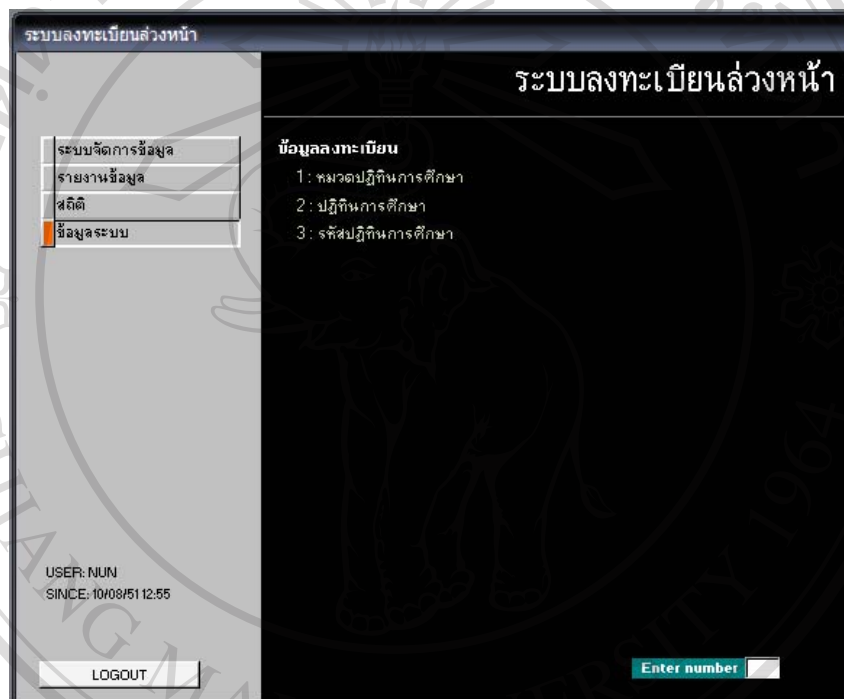 ระบบลงทะเบียนล่วงหน้า
ระบบลงทะเบียนล่วงหน้า
ระบบจัดการข้อมูล
รายงานข้อมูล
สถิติ
ข้อมูลระบบ
ข้อมูลลงทะเบียน
1 : หมวดปฏิทินการศึกษา
2 : ปฏิทินการศึกษา
3 : รหัสปฏิทินการศึกษา
USER: NUN
SINCE: 10/08/51 12:55
LOGOUT
Enter number
1964